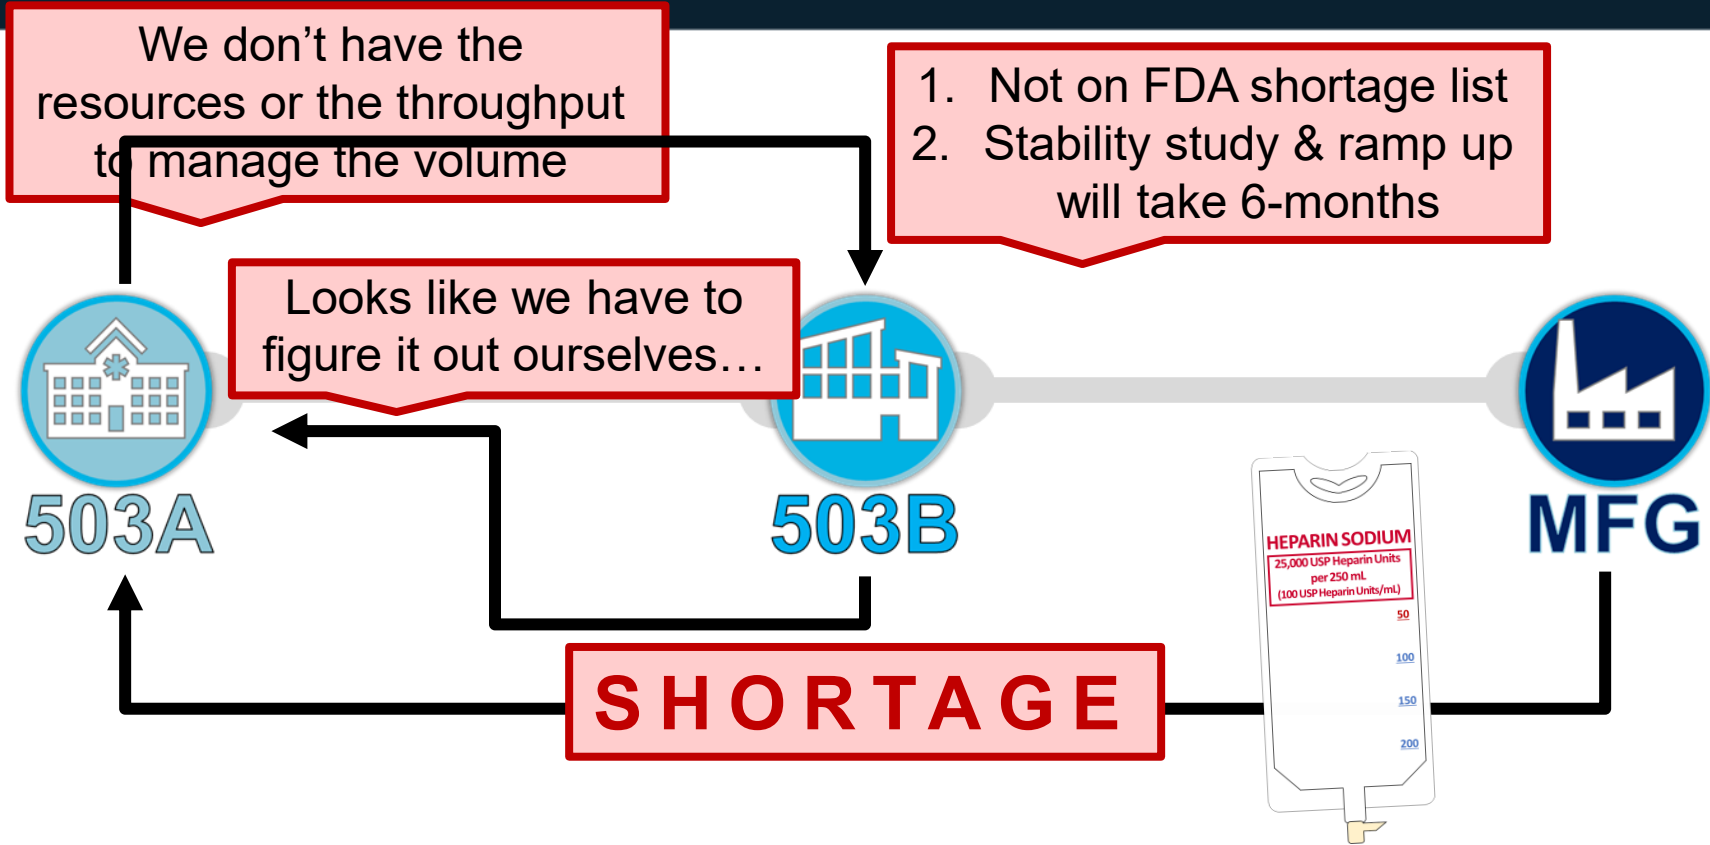 We don’t have the
resources or the throughput
to manage the volume
1. Not on FDA shortage list
2. Stability study & ramp up
will take 6-months
Looks like we have to
figure it out ourselves…
503A
503B
MFG
HEPARIN SODIUM
25,000 USP Heparin Units
per 250 mL
(100 USP Heparin Units/mL)
50
100
150
200
SHORTAGE